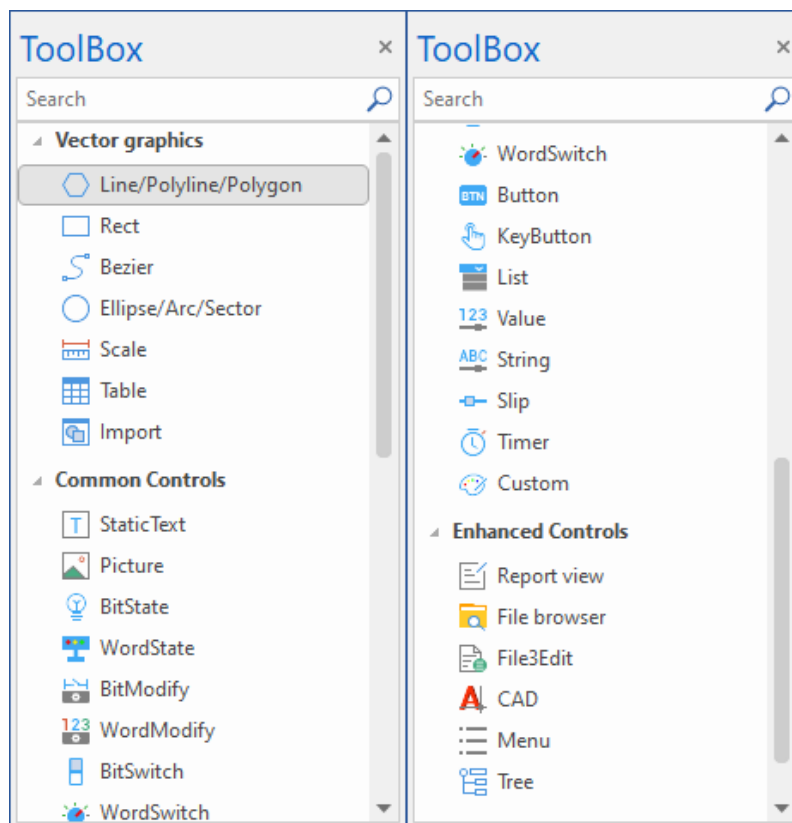 ToolBox
Search
Vector graphics
Line/Polyline/Polygon
Rect
Bezier
Ellipse/Arc/Sector
Scale
Table
Import
Common Controls
T StaticText
Picture
BitState
WordState
BitModify
123 WordModify
BitSwitch
WordSwitch
ToolBox
Search
WordSwitch
BTN Button
KeyButton
List
123 Value
ABC String
Slip
Timer
Custom
Enhanced Controls
Report view
File browser
File3Edit
CAD
Menu
Tree